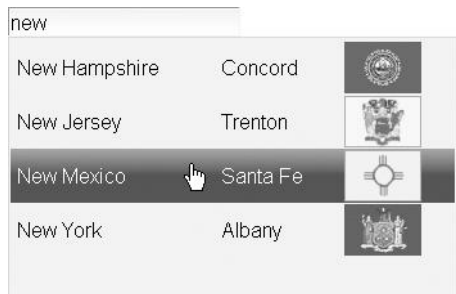 new
New Hampshire Concord
New Jersey Trenton
New Mexico Santa Fe
New York Albany